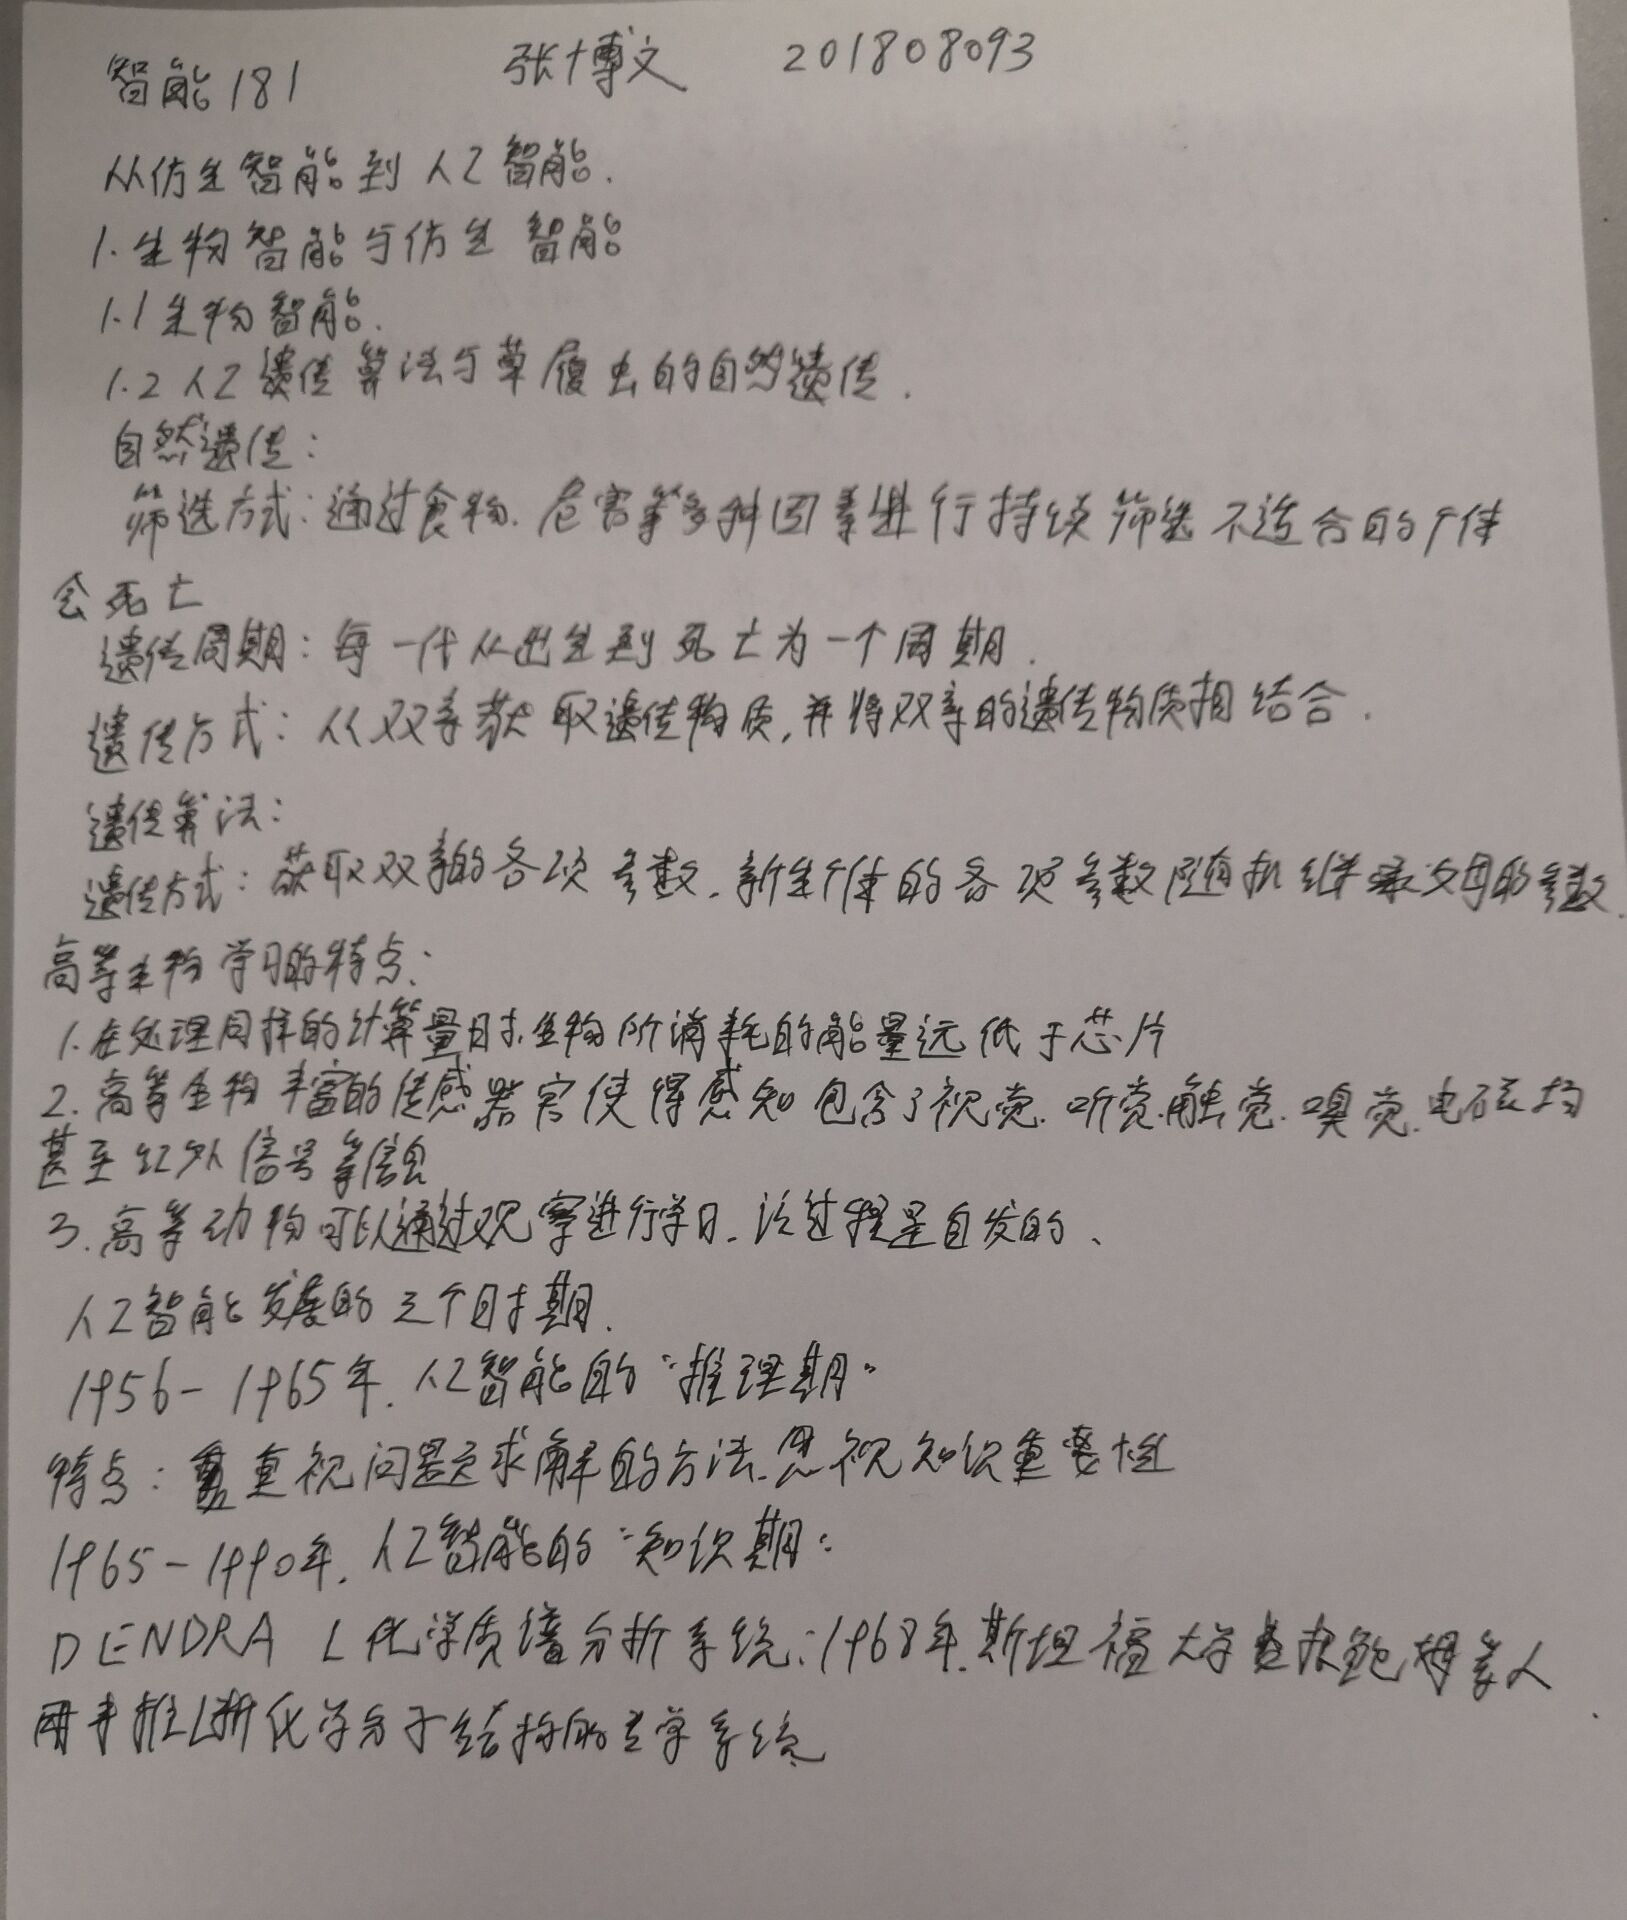 智能181 张博文 201808093
从仿生智能到人工智能.
1.生物智能与仿生智能
1.1生物智能.
1.2人工遗传算法与草履虫的自然遗传.
自然遗传:
筛选方式:通过食物、危害等多种因素进行持续筛选不适合的个体
会死亡
遗传周期:每一代从出生到死亡为一个周期.
遗传方式:从双亲获取遗传物质,并将双亲的遗传物质相结合.
遗传算法:
遗传方式:获取双亲的各项参数,新生个体的各项参数随机继承父母的参数.
高等生物学习的特点:
1.在处理同样的计算量时,生物所消耗的能量远低于芯片
2.高等生物丰富的传感器官使得感知包含了视觉、听觉、触觉、嗅觉、电磁场
甚至红外信号等信息
3.高等动物可以通过观察进行学习.该过程是自发的、
人工智能发展的三个时期.
1956-1965年.人工智能的“推理期”
特点:重视问题求解的方法.忽视知识重要性
1965-1990年.人工智能的“知识期”
DENDRAL化学质谱分析系统:1968年.斯坦福大学费根鲍姆等人
用来推断化学分子结构的系统